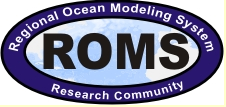 Regional Ocean Modeling System
ROMS
Research Community